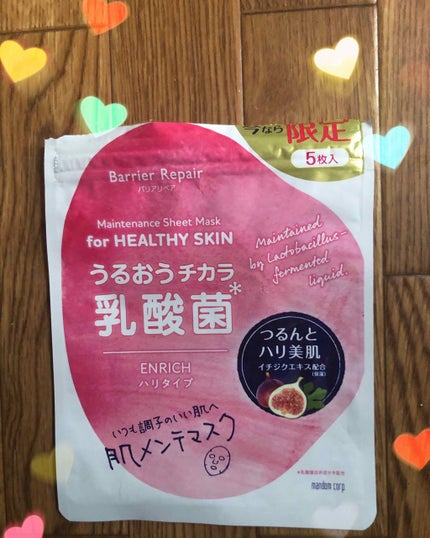 今なら 限定
5枚入
Barrier Repair
バリアリペア
Maintenance Sheet Mask
for HEALTHY SKIN
Maintained
by Lactobacillus-
fermented
liquid.
うるおうチカラ
乳酸菌*
つるんと
ハリ美肌
イチジクエキス配合
(保湿)
ENRICH
ハリタイプ
いつも調子のいい肌へ
肌メンテマスク
mandom corp